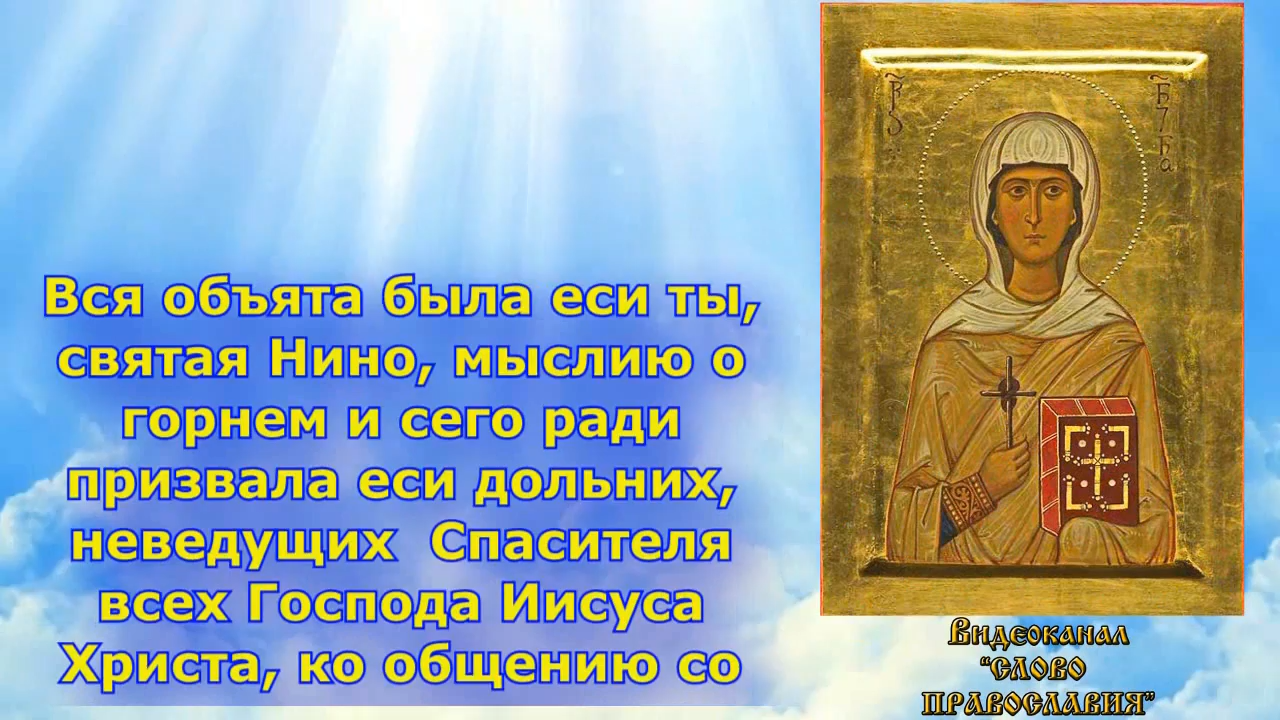 Вся объята была еси ты,
святая Нино, мыслию о
горнем и сего ради
призвала еси дольних,
неведущих Спасителя
всех Господа Иисуса
Христа, ко общению со
Видеоканал
“СЛОВО
ПРАВОСЛАВИЯ”